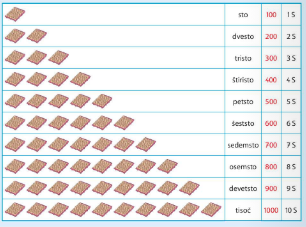 sto 100 1 S
dvesto 200 2 S
tristo 300 3 S
štiristo 400 4 S
petsto 500 5 S
šeststo 600 6 S
sedemsto 700 7 S
osemsto 800 8 S
devetsto 900 9 S
tisoč 1000 10 S